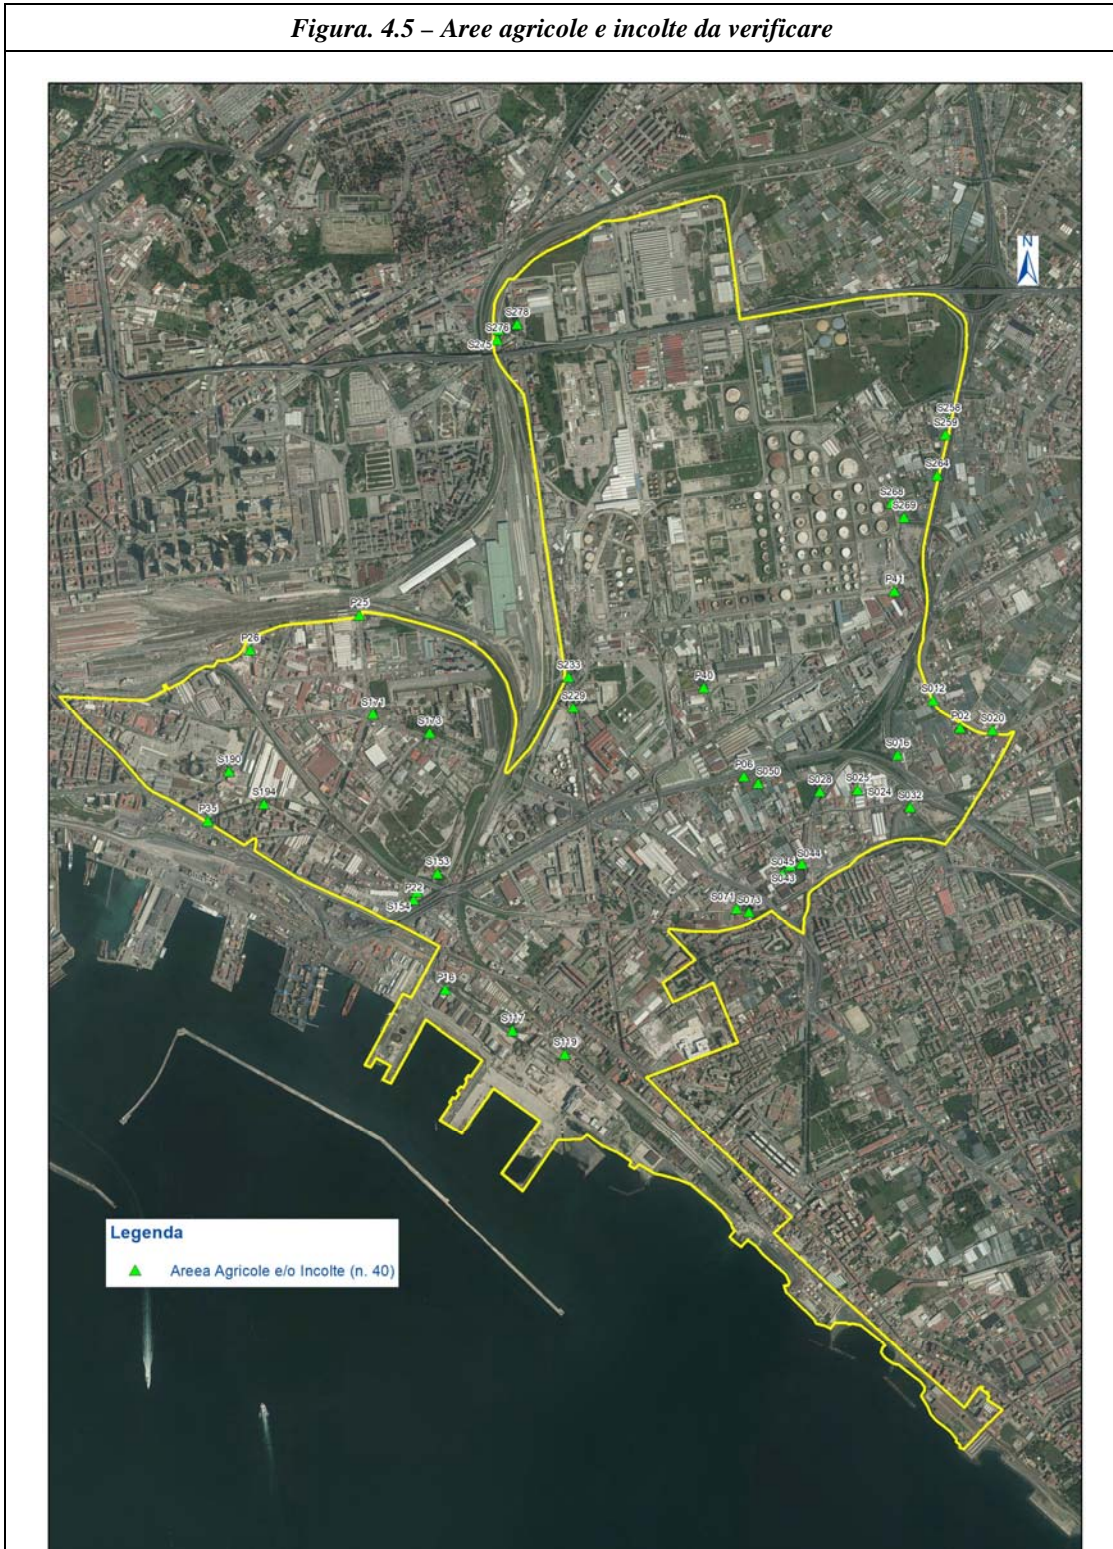 Figura. 4.5 – Aree agricole e incolte da verificare
N
S278
S276
S275
S258
S259
S264
S268
S269
P41
P25
P26
S233
S229
P40
S012
P02
S020
S171
S173
S016
S190
P06
S050
S028
S025
S024
S032
S194
P35
S153
S044
S045
S043
P22
S154
S071
S073
P16
S117
S119
Legenda
Areea Agricole e/o Incolte (n. 40)